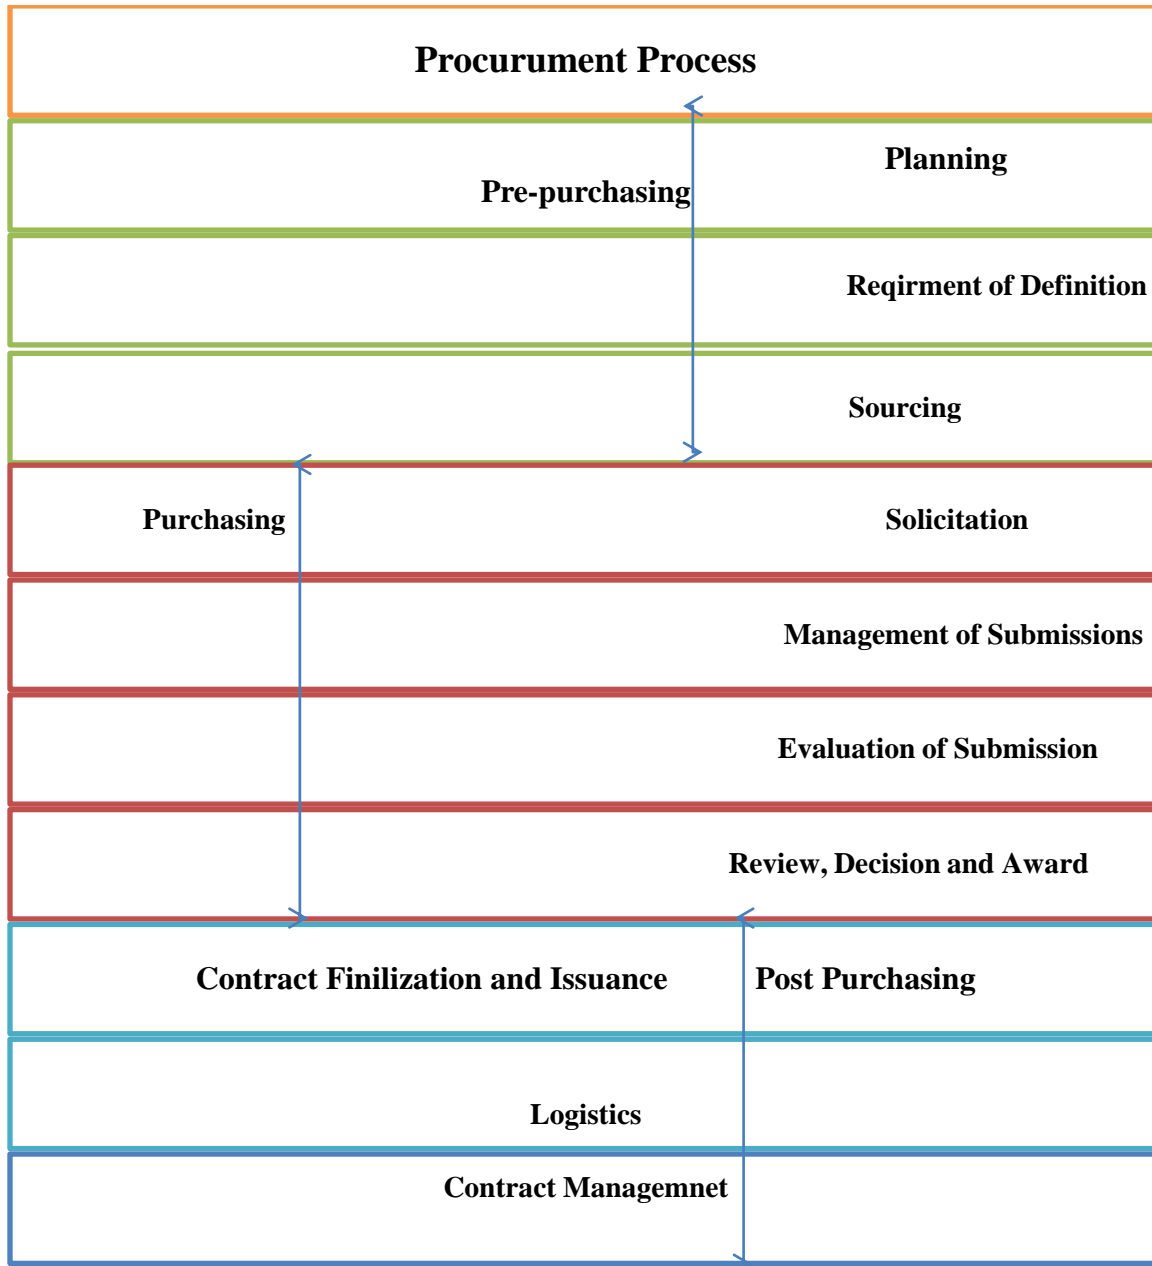 Procurument Process
Planning
Pre-purchasing
Reqirment of Definition
Sourcing
Purchasing
Solicitation
Management of Submissions
Evaluation of Submission
Review, Decision and Award
Contract Finilization and Issuance
Post Purchasing
Logistics
Contract Managemnet